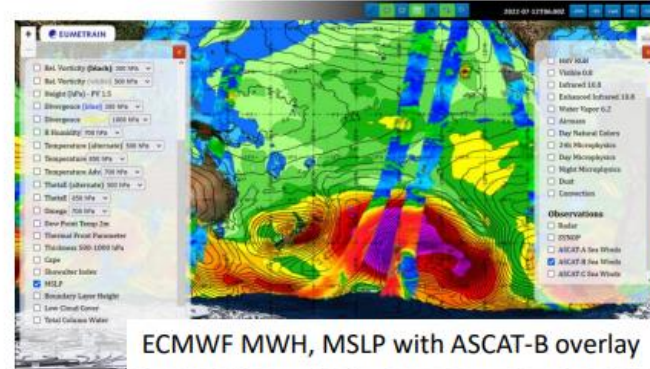 2022-07-12T06:00Z
EUMETRAIN
Rel. Vorticity (black) 300 hPa
Rel. Vorticity (white) 500 hPa
Height (hPa) - PV 1.5
Divergence (blue) 300 hPa
Divergence 1000 hPa
R Humidity 700 hPa
Temperature (alternate) 500 hPa
Temperature 850 hPa
Temperature Adv. 700 hPa
ThetaE (alternate) 500 hPa
ThetaE 850 hPa
Omega 700 hPa
Dew Point Temp 2m
Thermal Front Parameter
Thickness 500-1000 hPa
Cape
Showalter Index
MSLP
Boundary Layer Height
Low Cloud Cover
Total Column Water
Visible 0.8
Infrared 10.8
Enhanced Infrared 10.8
Water Vapor 6.2
Airmass
Day Natural Colors
24h Microphysics
Day Microphysics
Night Microphysics
Dust
Convection
Observations
Radar
SYNOP
ASCAT-A Sea Winds
ASCAT-B Sea Winds
ASCAT-C Sea Winds
ECMWF MWH, MSLP with ASCAT-B overlay